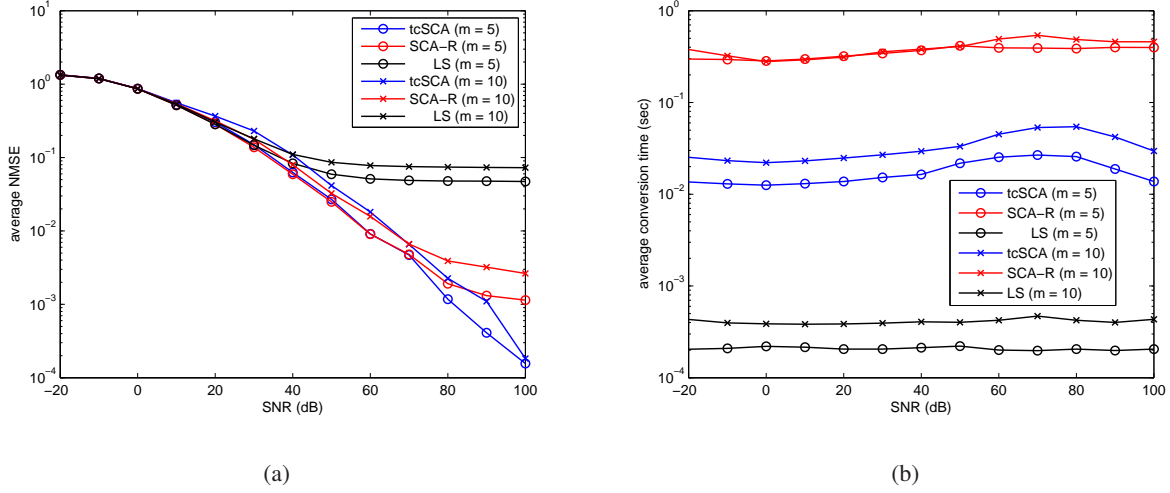 10^1
10^0
10^-1
10^-2
10^-3
10^-4
average NMSE
-20 0 20 40 60 80 100
SNR (dB)
tcSCA (m = 5)
SCA-R (m = 5)
LS (m = 5)
tcSCA (m = 10)
SCA-R (m = 10)
LS (m = 10)
(a)
10^0
10^-1
10^-2
10^-3
10^-4
average conversion time (sec)
-20 0 20 40 60 80 100
SNR (dB)
tcSCA (m = 5)
SCA-R (m = 5)
LS (m = 5)
tcSCA (m = 10)
SCA-R (m = 10)
LS (m = 10)
(b)